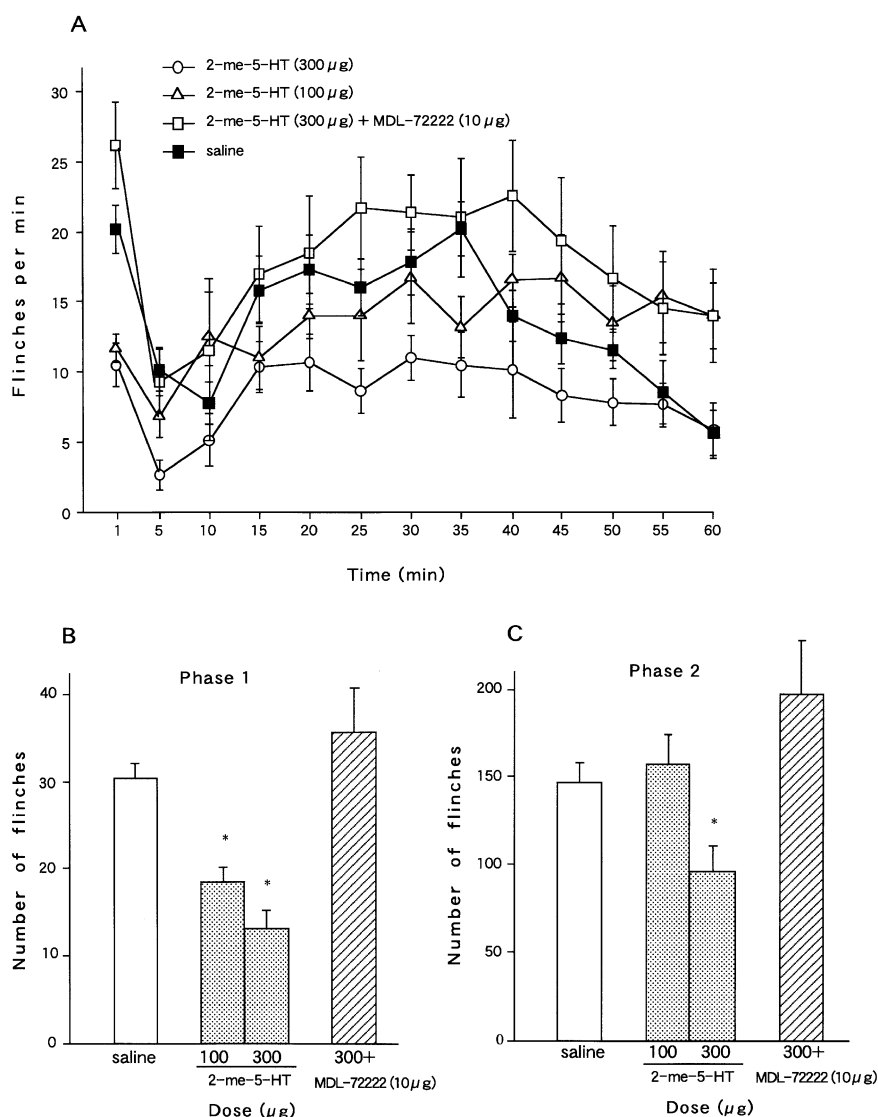 A
2-me-5-HT (300 µg)
2-me-5-HT (100 µg)
2-me-5-HT (300 µg) + MDL-72222 (10 µg)
saline
Flinches per min
30
25
20
15
10
5
0
1 5 10 15 20 25 30 35 40 45 50 55 60
Time (min)
B
Phase 1
Number of flinches
40
30
20
10
0
*
*
saline 100 300 300+
2-me-5-HT MDL-72222 (10 µg)
Dose (µg)
C
Phase 2
Number of flinches
200
150
100
50
0
*
saline 100 300 300+
2-me-5-HT MDL-72222 (10 µg)
Dose (µg)